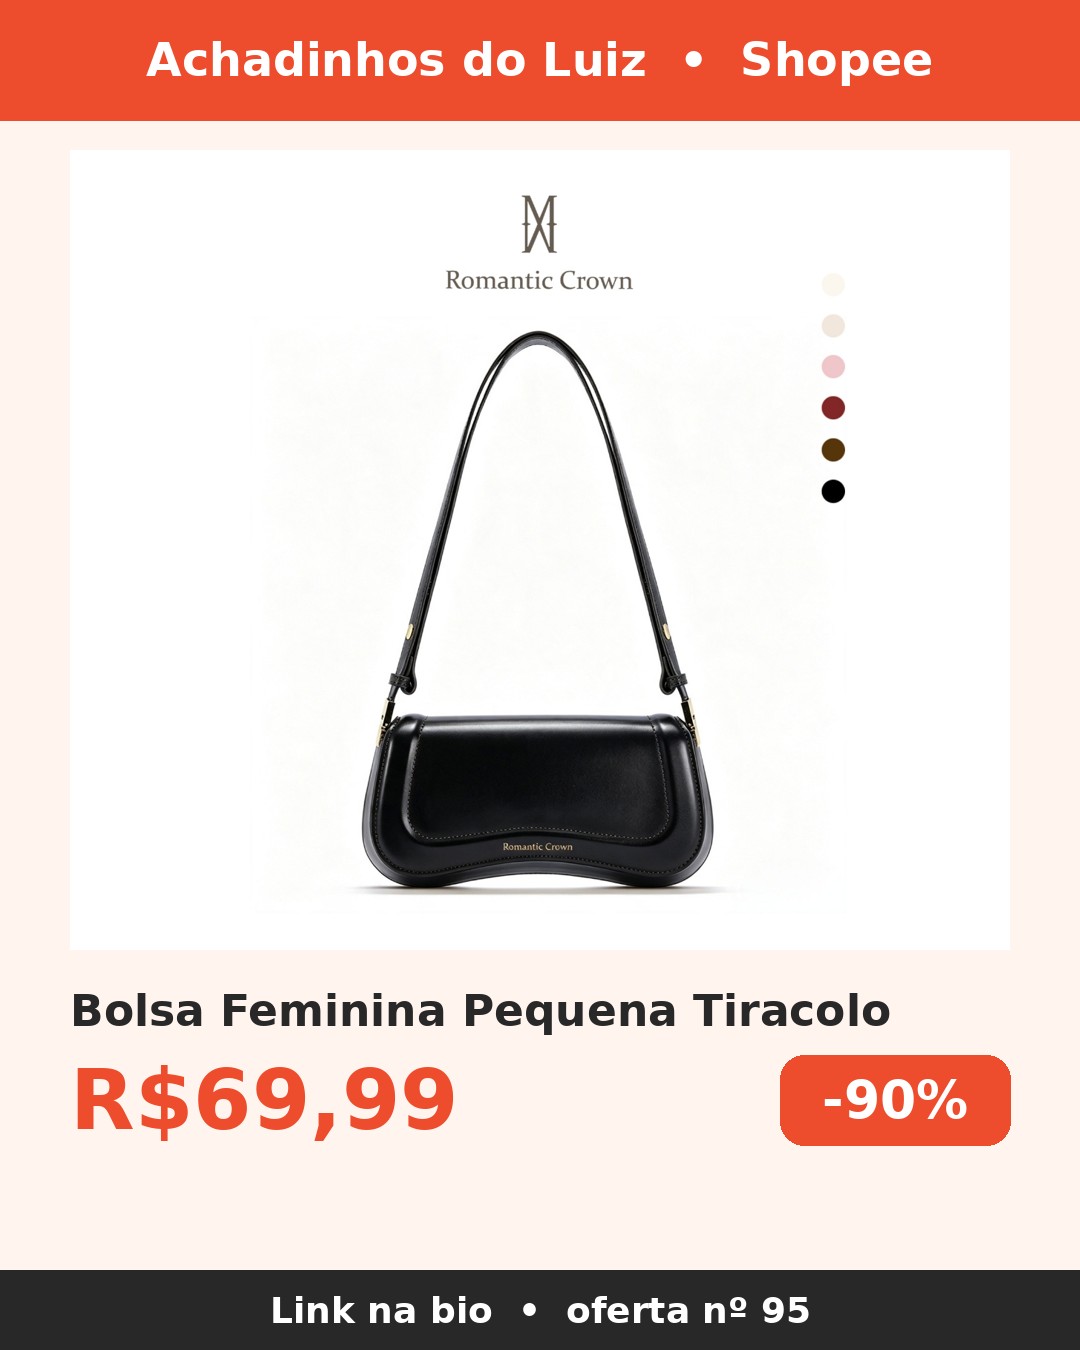 Achadinhos do Luiz • Shopee
Romantic Crown
Romantic Crown
Bolsa Feminina Pequena Tiracolo
R$69,99
-90%
Link na bio • oferta nº 95